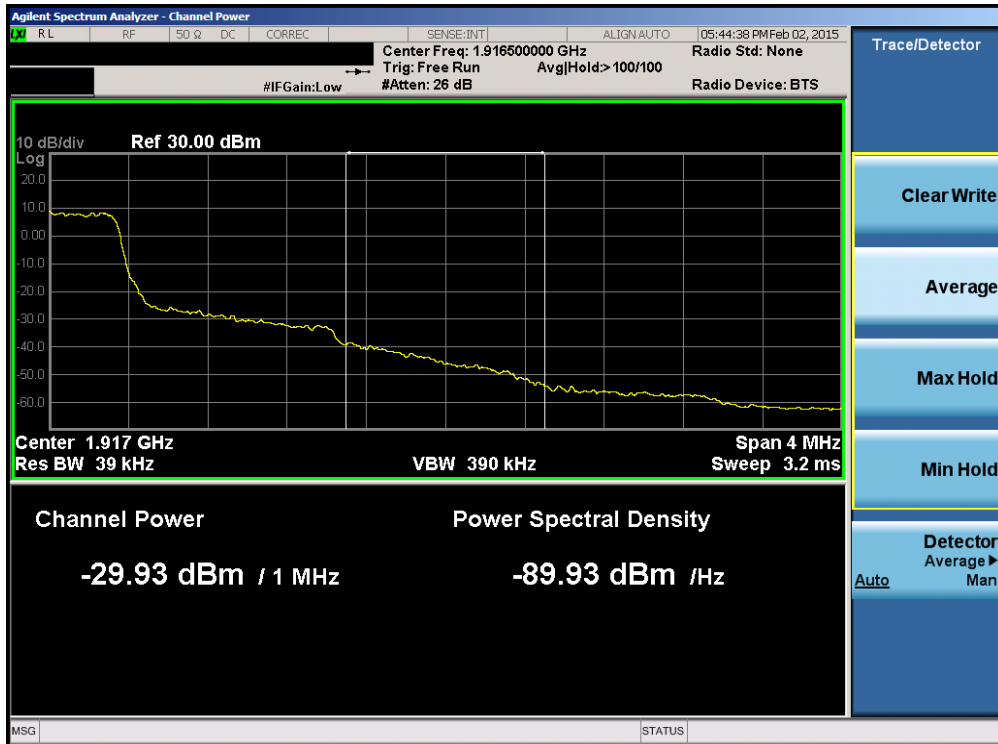 Agilent Spectrum Analyzer - Channel Power
LXI RL RF 50 Ω DC CORREC SENSE:INT ALIGN AUTO 05:44:38 PM Feb 02, 2015
Center Freq: 1.916500000 GHz Radio Std: None
Trig: Free Run Avg|Hold:>100/100
#IFGain:Low #Atten: 26 dB Radio Device: BTS
Trace/Detector
10 dB/div Ref 30.00 dBm
Log
20.0
10.0
0.00
-10.0
-20.0
-30.0
-40.0
-50.0
-60.0
Center 1.917 GHz Span 4 MHz
Res BW 39 kHz VBW 390 kHz Sweep 3.2 ms
Channel Power Power Spectral Density
-29.93 dBm / 1 MHz -89.93 dBm /Hz
Clear Write
Average
Max Hold
Min Hold
Detector
Average▶
Auto Man
MSG STATUS